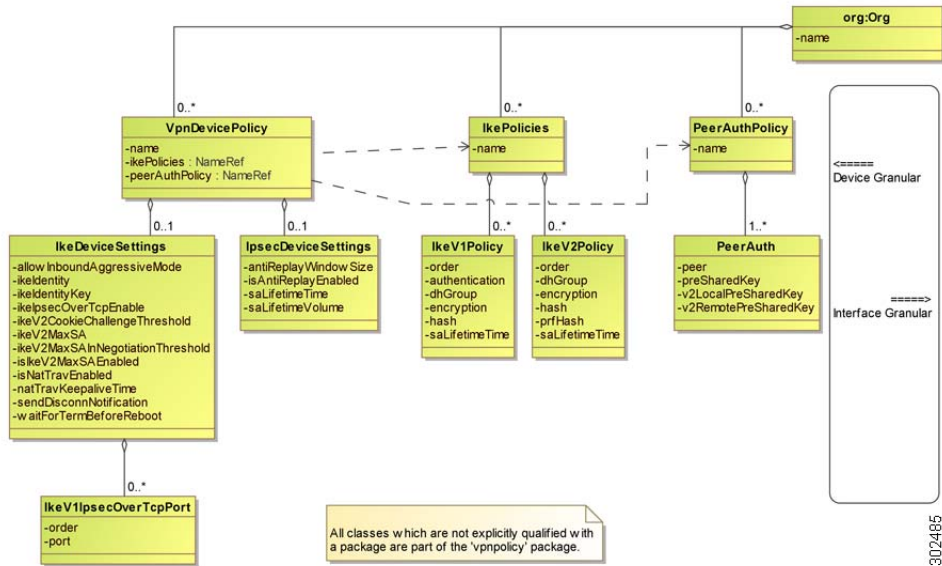 org:Org
-name
0..*
0..*
0..*
VpnDevicePolicy
-name
-ikePolicies : NameRef
-peerAuthPolicy : NameRef
IkePolicies
-name
PeerAuthPolicy
-name
<=====
Device Granular
0..1
0..1
0..*
0..*
1..*
IkeDeviceSettings
-allowInboundAggressiveMode
-ikeIdentity
-ikeIdentityKey
-ikeIpsecOverTcpEnable
-ikeV2CookieChallengeThreshold
-ikeV2MaxSA
-ikeV2MaxSAInNegotiationThreshold
-isIkeV2MaxSAEnabled
-isNatTravEnabled
-natTravKeepaliveTime
-sendDisconnNotification
-waitForTermBeforeReboot
IpsecDeviceSettings
-antiReplayWindowSize
-isAntiReplayEnabled
-saLifetimeTime
-saLifetimeVolume
IkeV1Policy
-order
-authentication
-dhGroup
-encryption
-hash
-saLifetimeTime
IkeV2Policy
-order
-dhGroup
-encryption
-hash
-prfHash
-saLifetimeTime
PeerAuth
-peer
-preSharedKey
-v2LocalPreSharedKey
-v2RemotePreSharedKey
=====>
Interface Granular
0..*
IkeV1IpsecOverTcpPort
-order
-port
All classes which are not explicitly qualified with
a package are part of the 'vpnpolicy' package.
302485